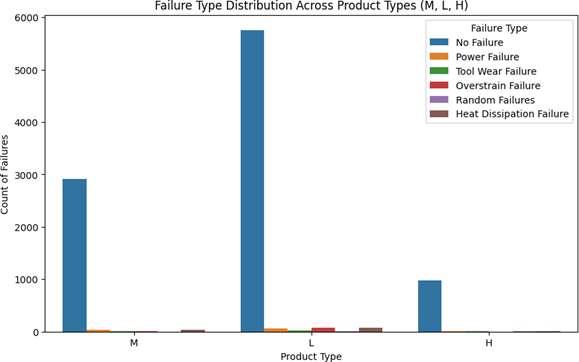 Failure Type Distribution Across Product Types (M, L, H)
Failure Type
No Failure
Power Failure
Tool Wear Failure
Overstrain Failure
Random Failures
Heat Dissipation Failure
Count of Failures
6000
5000
4000
3000
2000
1000
0
M L H
Product Type